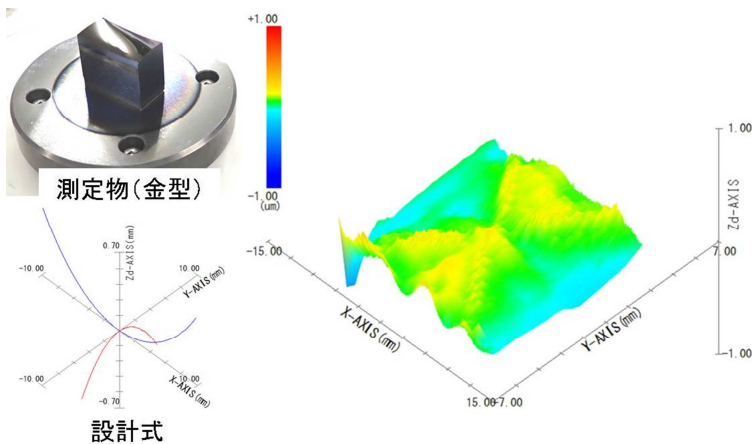 測定物(金型)
+1.00
-1.00
(um)
0.70
Zd-AXIS(mm)
-10.00
10.00
Y-AXIS(mm)
-10.00
10.00
X-AXIS(mm)
-0.70
設計式
1.00
Zd-AXIS
-15.00
7.00
X-AXIS(mm)
Y-AXIS(mm)
15.00
-7.00
-1.00